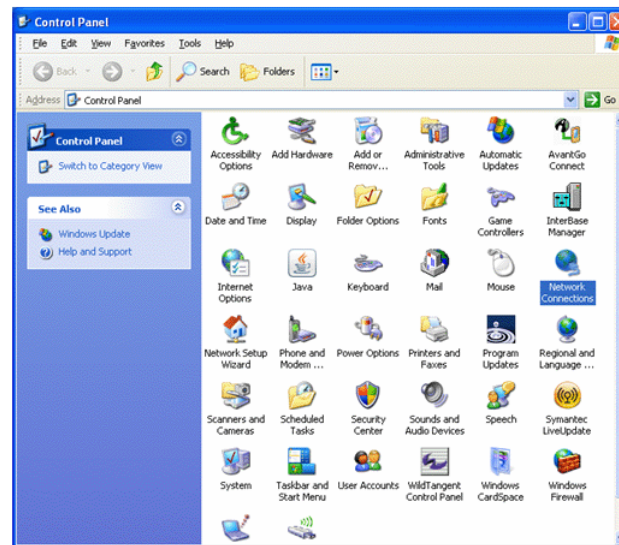 Control Panel
File Edit View Favorites Tools Help
Back Search Folders
Address Control Panel Go
Control Panel
Switch to Category View
See Also
Windows Update
Help and Support
Accessibility Options
Add Hardware
Add or Remov...
Administrative Tools
Automatic Updates
AvantGo Connect
Date and Time
Display
Folder Options
Fonts
Game Controllers
InterBase Manager
Internet Options
Java
Keyboard
Mail
Mouse
Network Connections
Network Setup Wizard
Phone and Modem ...
Power Options
Printers and Faxes
Program Updates
Regional and Language ...
Scanners and Cameras
Scheduled Tasks
Security Center
Sounds and Audio Devices
Speech
Symantec LiveUpdate
System
Taskbar and Start Menu
User Accounts
WildTangent Control Panel
Windows CardSpace
Windows Firewall